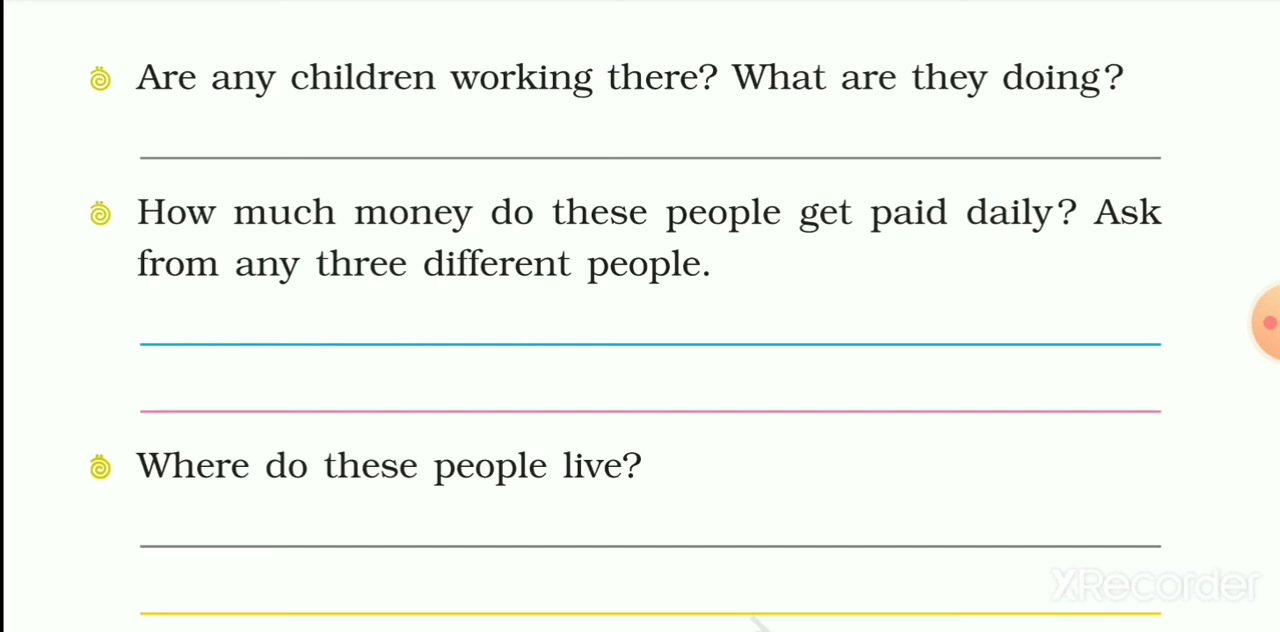 Are any children working there? What are they doing?
How much money do these people get paid daily? Ask
from any three different people.
Where do these people live?
XRecorder